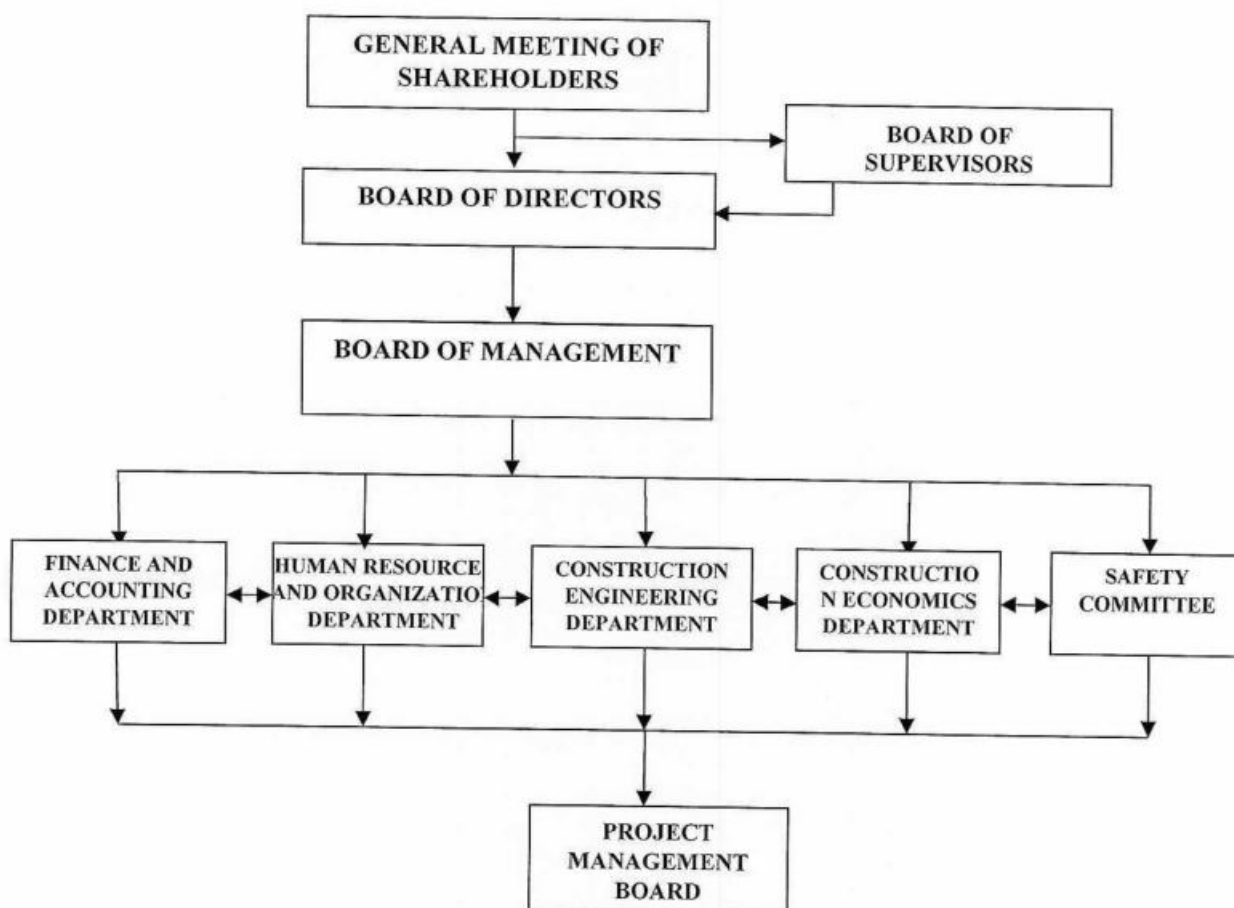 GENERAL MEETING OF
SHAREHOLDERS
BOARD OF
SUPERVISORS
BOARD OF DIRECTORS
BOARD OF MANAGEMENT
FINANCE AND
ACCOUNTING
DEPARTMENT
HUMAN RESOURCE
AND ORGANIZATIO
DEPARTMENT
CONSTRUCTION
ENGINEERING
DEPARTMENT
CONSTRUCTIO
N ECONOMICS
DEPARTMENT
SAFETY
COMMITTEE
PROJECT
MANAGEMENT
BOARD